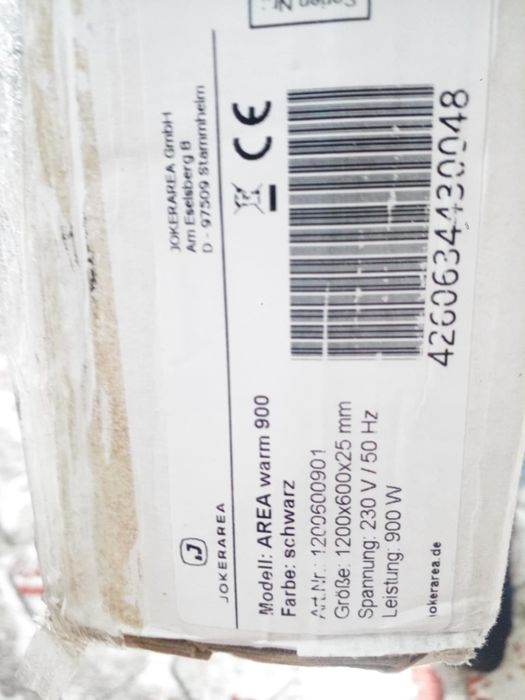 JOKERAREA
JOKERAREA GmbH
Am Eselsberg 8
D - 97509 Stammheim
Modell: AREA warm 900
Farbe: schwarz
Art.Nr.: 1200600901
Größe: 1200x600x25 mm
Spannung: 230 V / 50 Hz
Leistung: 900 W
CE
4260634430048
jokerarea.de